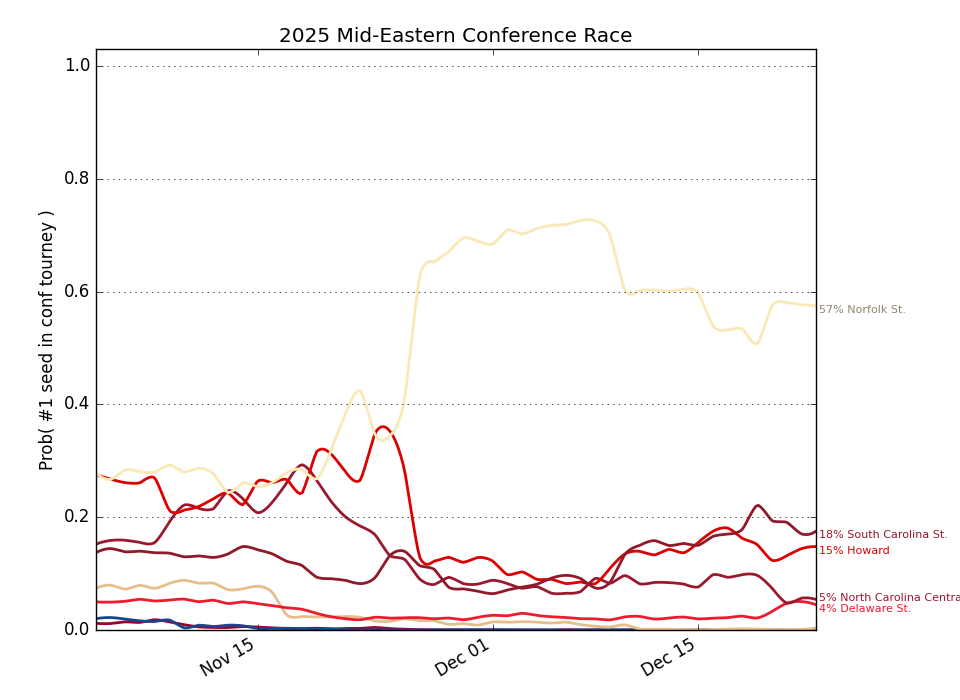 2025 Mid-Eastern Conference Race
Prob( #1 seed in conf tourney )
1.0
0.8
0.6
0.4
0.2
0.0
Nov 15
Dec 01
Dec 15
57% Norfolk St.
18% South Carolina St.
15% Howard
5% North Carolina Centra
4% Delaware St.